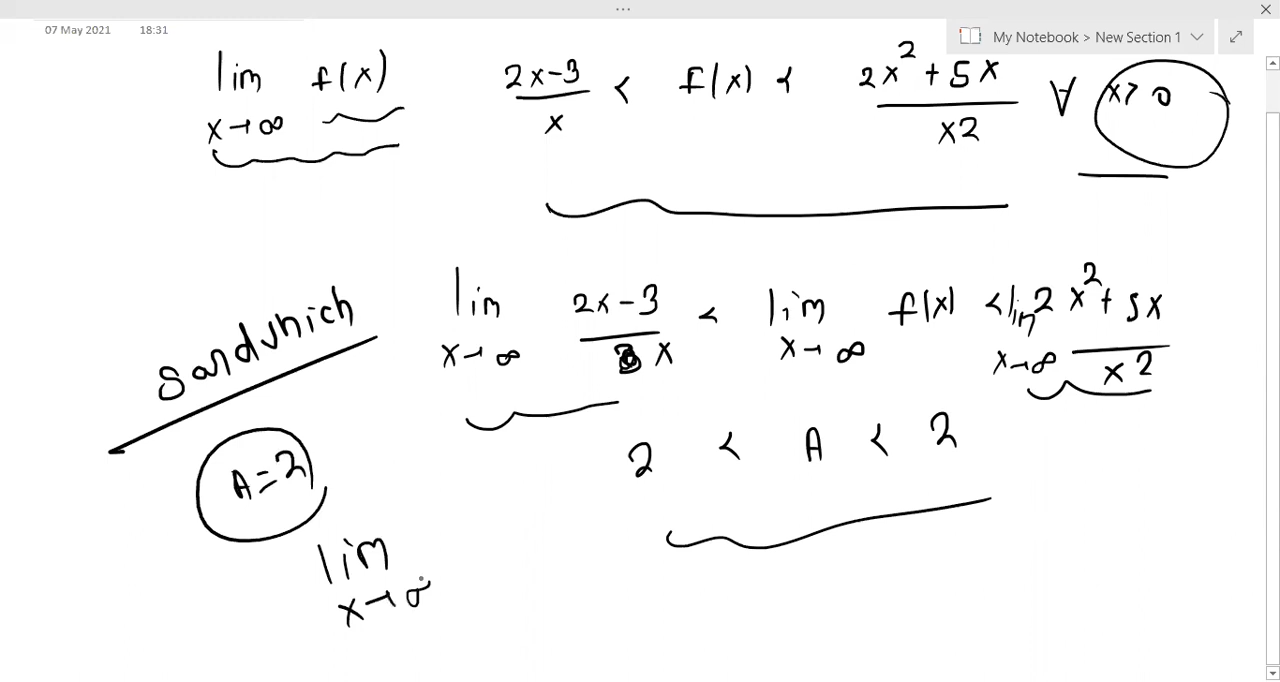 ...
My Notebook > New Section 1
07 May 2021 18:31
lim x→∞ f(x) (2x-3)/x < f(x) < (2x² + 5x)/x2 ∀ x > 0
sandwich
lim x→∞ (2x-3)/x < lim x→∞ f(x) < lim x→∞ (2x² + 5x)/x2
2 < A < 2
A = 2
lim
x→